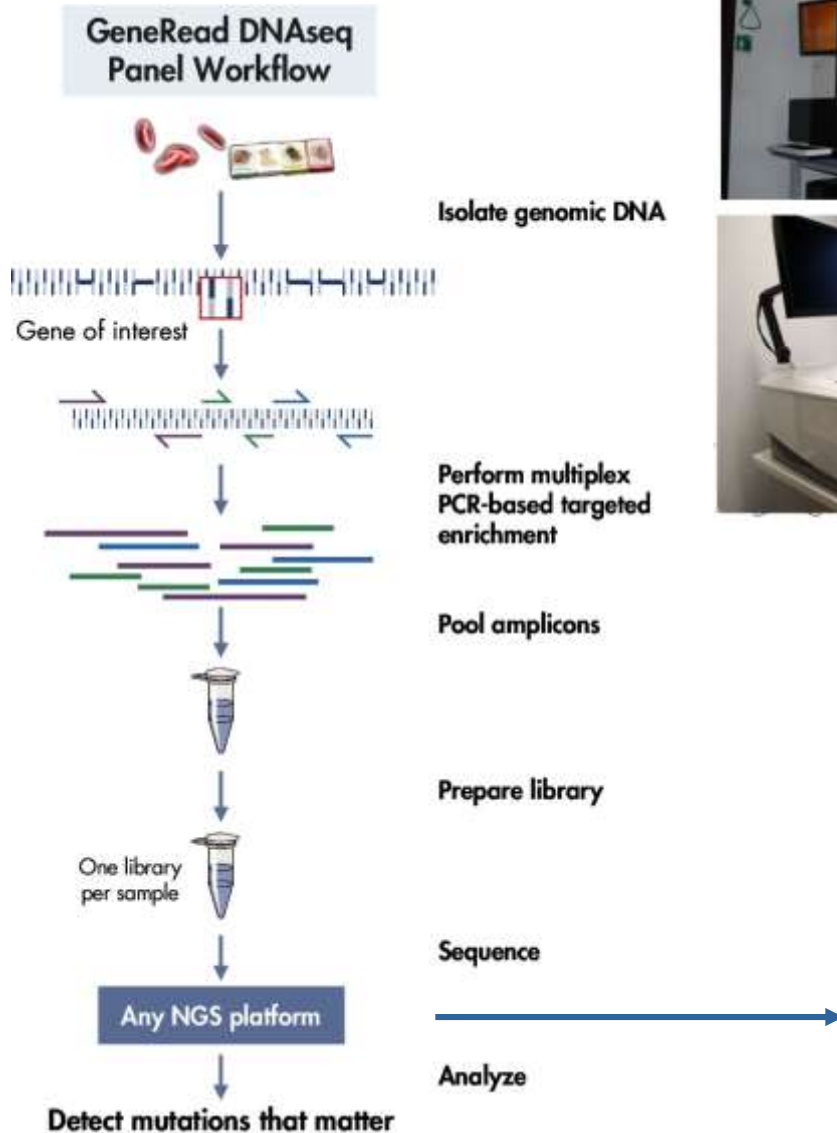 GeneRead DNAseq
Panel Workflow
Isolate genomic DNA
Gene of interest
Perform multiplex
PCR-based targeted
enrichment
Pool amplicons
Prepare library
One library
per sample
Sequence
Any NGS platform
Analyze
Detect mutations that matter